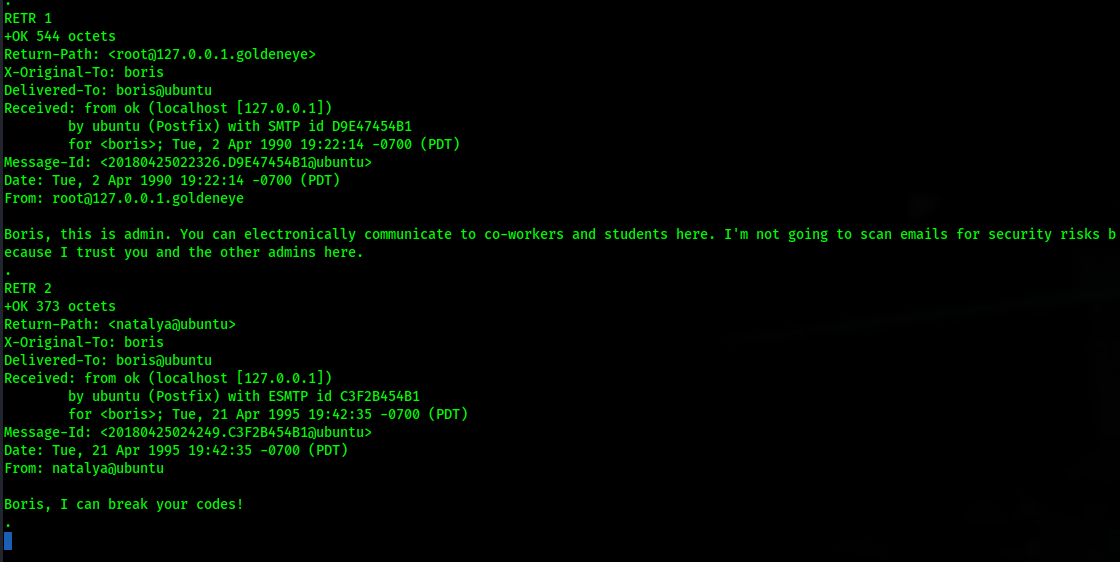 .
RETR 1
+OK 544 octets
Return-Path: <root@127.0.0.1.goldeneye>
X-Original-To: boris
Delivered-To: boris@ubuntu
Received: from ok (localhost [127.0.0.1])
        by ubuntu (Postfix) with SMTP id D9E47454B1
        for <boris>; Tue, 2 Apr 1990 19:22:14 -0700 (PDT)
Message-Id: <20180425022326.D9E47454B1@ubuntu>
Date: Tue, 2 Apr 1990 19:22:14 -0700 (PDT)
From: root@127.0.0.1.goldeneye

Boris, this is admin. You can electronically communicate to co-workers and students here. I'm not going to scan emails for security risks b
ecause I trust you and the other admins here.
.
RETR 2
+OK 373 octets
Return-Path: <natalya@ubuntu>
X-Original-To: boris
Delivered-To: boris@ubuntu
Received: from ok (localhost [127.0.0.1])
        by ubuntu (Postfix) with ESMTP id C3F2B454B1
        for <boris>; Tue, 21 Apr 1995 19:42:35 -0700 (PDT)
Message-Id: <20180425024249.C3F2B454B1@ubuntu>
Date: Tue, 21 Apr 1995 19:42:35 -0700 (PDT)
From: natalya@ubuntu

Boris, I can break your codes!
.